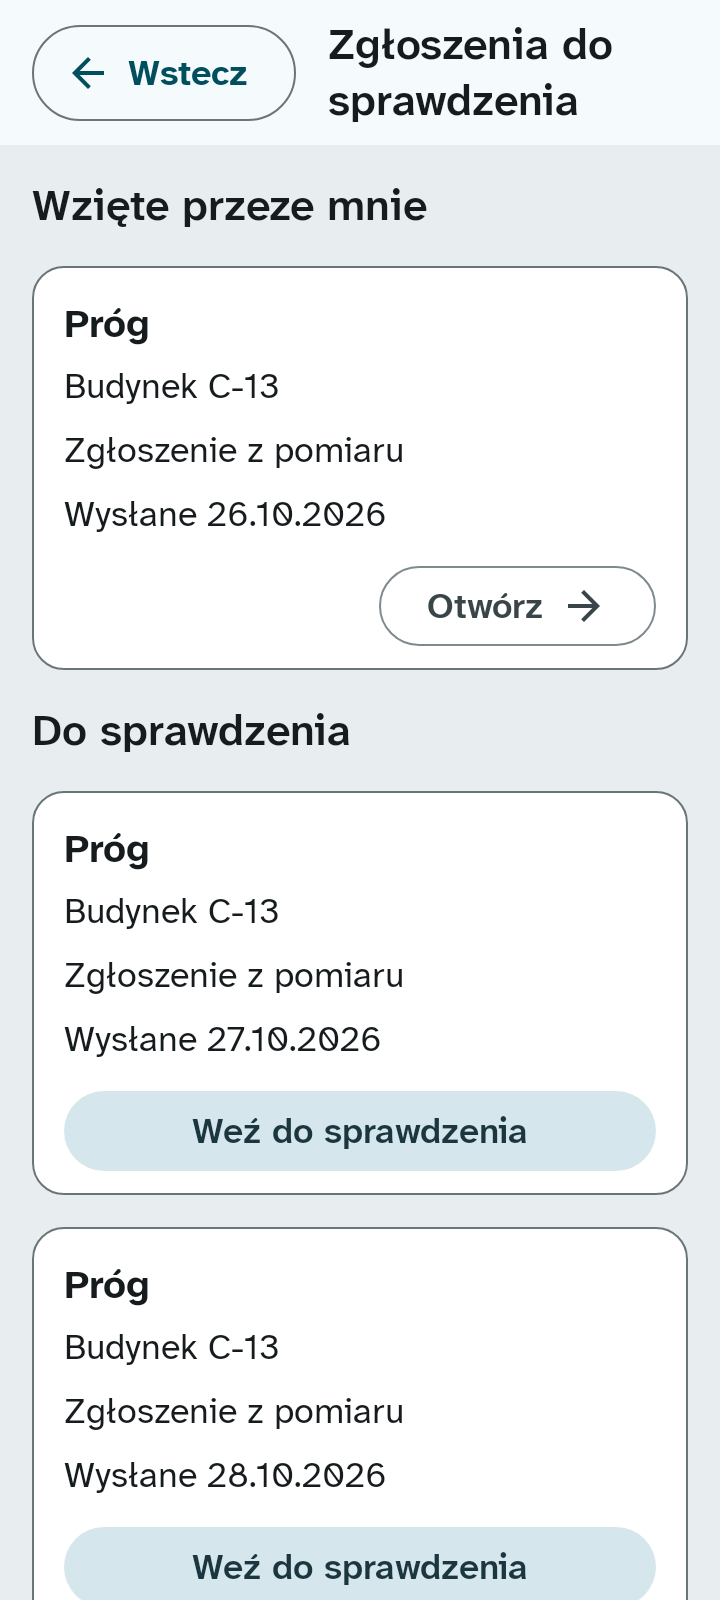 Wstecz
Zgłoszenia do
sprawdzenia
Wzięte przeze mnie
Próg
Budynek C-13
Zgłoszenie z pomiaru
Wysłane 26.10.2026
Otwórz
Do sprawdzenia
Próg
Budynek C-13
Zgłoszenie z pomiaru
Wysłane 27.10.2026
Weź do sprawdzenia
Próg
Budynek C-13
Zgłoszenie z pomiaru
Wysłane 28.10.2026
Weź do sprawdzenia